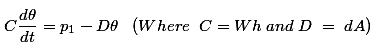 C dθ/dt = p₁ − Dθ (Where C = Wh and D = dA)